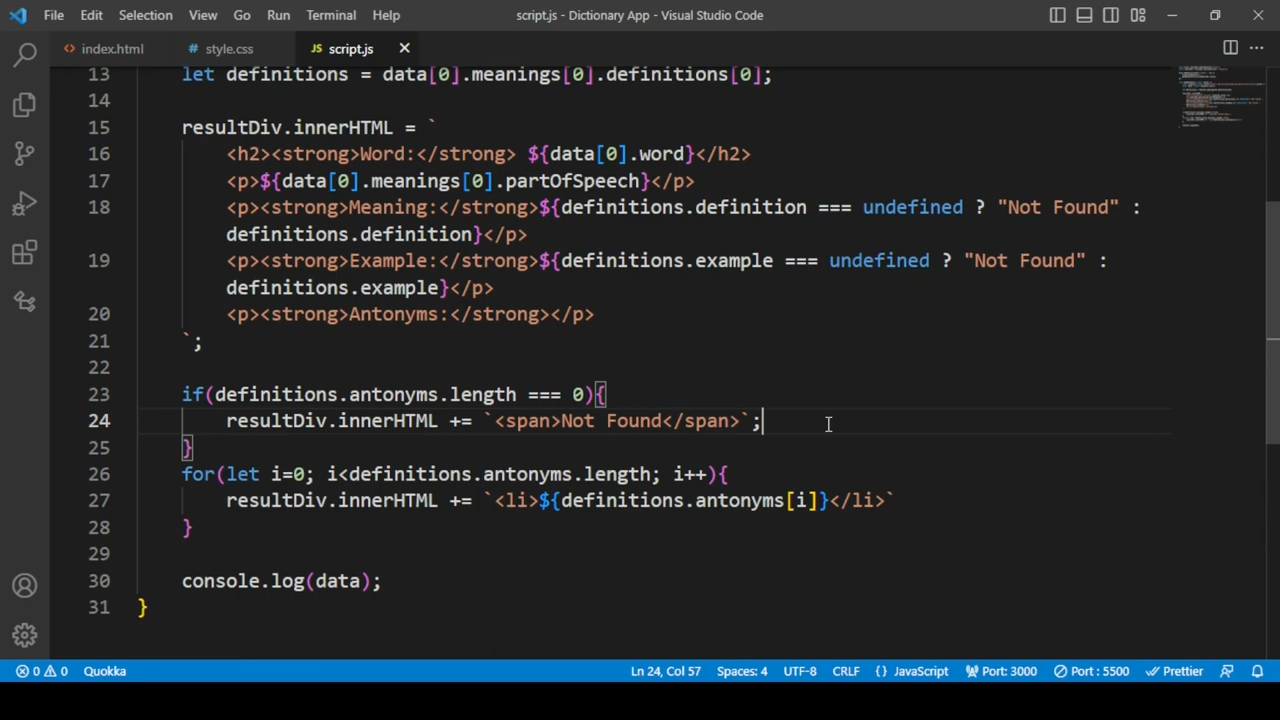 File Edit Selection View Go Run Terminal Help script.js - Dictionary App - Visual Studio Code
index.html # style.css JS script.js
13 let definitions = data[0].meanings[0].definitions[0];
14
15 resultDiv.innerHTML = `
16 <h2><strong>Word:</strong> ${data[0].word}</h2>
17 <p>${data[0].meanings[0].partOfSpeech}</p>
18 <p><strong>Meaning:</strong>${definitions.definition === undefined ? "Not Found" :
definitions.definition}</p>
19 <p><strong>Example:</strong>${definitions.example === undefined ? "Not Found" :
definitions.example}</p>
20 <p><strong>Antonyms:</strong></p>
21 `;
22
23 if(definitions.antonyms.length === 0){
24 resultDiv.innerHTML += `<span>Not Found</span>`;
25 }
26 for(let i=0; i<definitions.antonyms.length; i++){
27 resultDiv.innerHTML += `<li>${definitions.antonyms[i]}</li>`
28 }
29
30 console.log(data);
31 }
0 0 Quokka Ln 24, Col 57 Spaces: 4 UTF-8 CRLF {} JavaScript Port: 3000 Port : 5500 Prettier